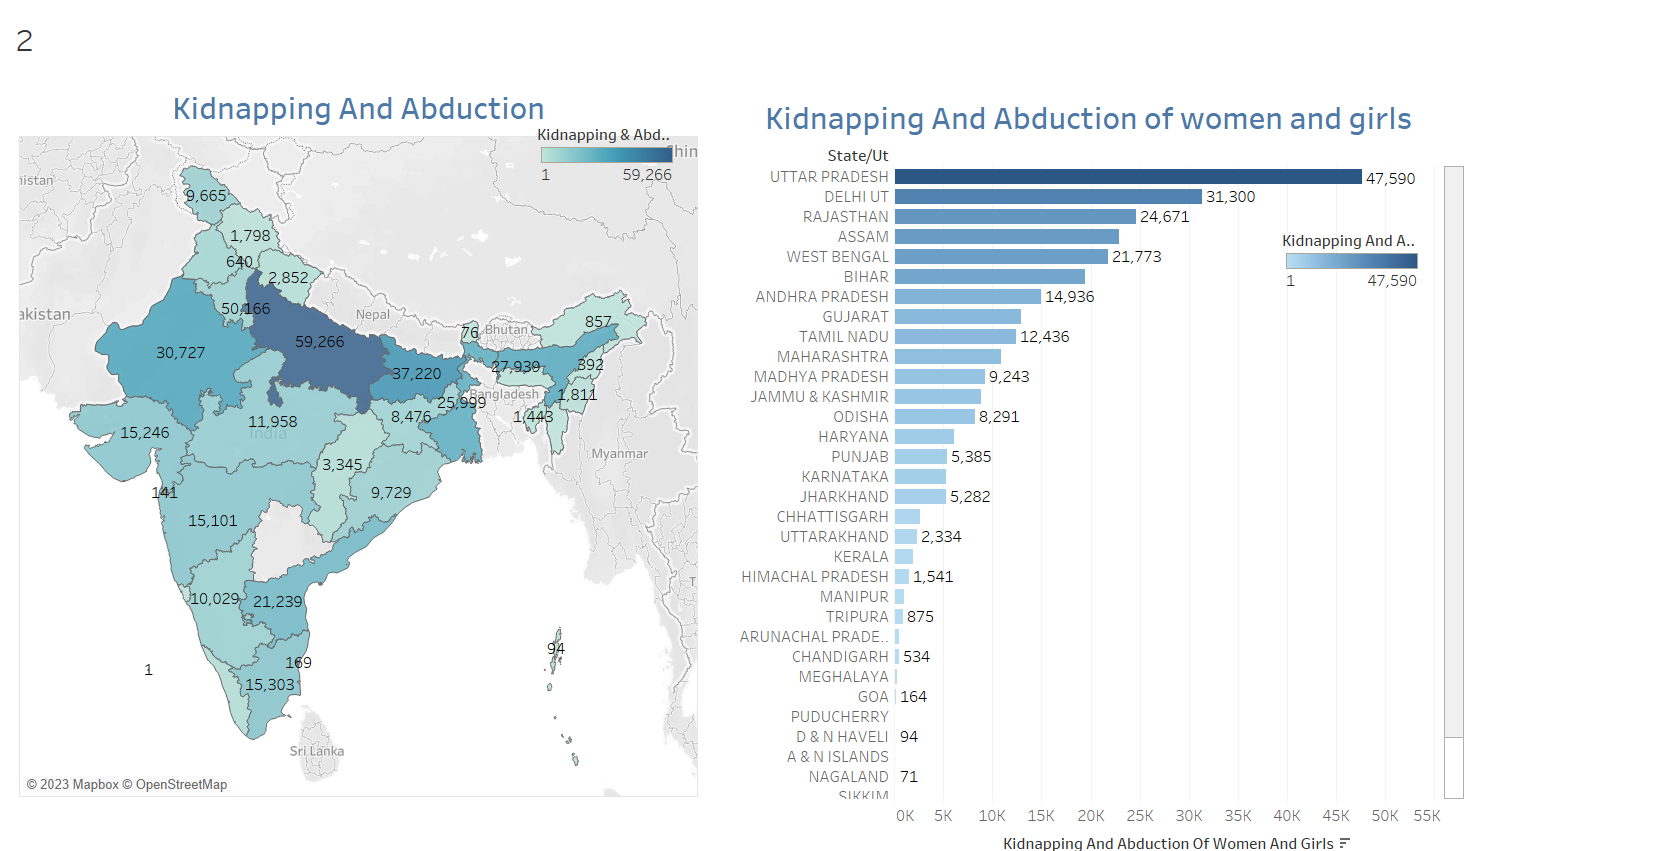 2
Kidnapping And Abduction
Kidnapping & Abd..
1 59,266
nistan
9,665
1,798
640
2,852
50,166
akistan
Nepal
59,266
76
Bhutan
857
30,727
37,220
27,939
392
Bangladesh
25,999
1,811
8,476
1,443
11,958
India
15,246
Myanmar
3,345
141
9,729
15,101
10,029
21,239
94
169
1
15,303
Sri Lanka
© 2023 Mapbox © OpenStreetMap
Kidnapping And Abduction of women and girls
State/Ut
UTTAR PRADESH 47,590
DELHI UT 31,300
RAJASTHAN 24,671
ASSAM
WEST BENGAL 21,773
BIHAR
ANDHRA PRADESH 14,936
GUJARAT
TAMIL NADU 12,436
MAHARASHTRA
MADHYA PRADESH 9,243
JAMMU & KASHMIR
ODISHA 8,291
HARYANA
PUNJAB 5,385
KARNATAKA
JHARKHAND 5,282
CHHATTISGARH
UTTARAKHAND 2,334
KERALA
HIMACHAL PRADESH 1,541
MANIPUR
TRIPURA 875
ARUNACHAL PRADE..
CHANDIGARH 534
MEGHALAYA
GOA 164
PUDUCHERRY
D & N HAVELI 94
A & N ISLANDS
NAGALAND 71
SIKKIM
0K 5K 10K 15K 20K 25K 30K 35K 40K 45K 50K 55K
Kidnapping And Abduction Of Women And Girls
Kidnapping And A..
1 47,590